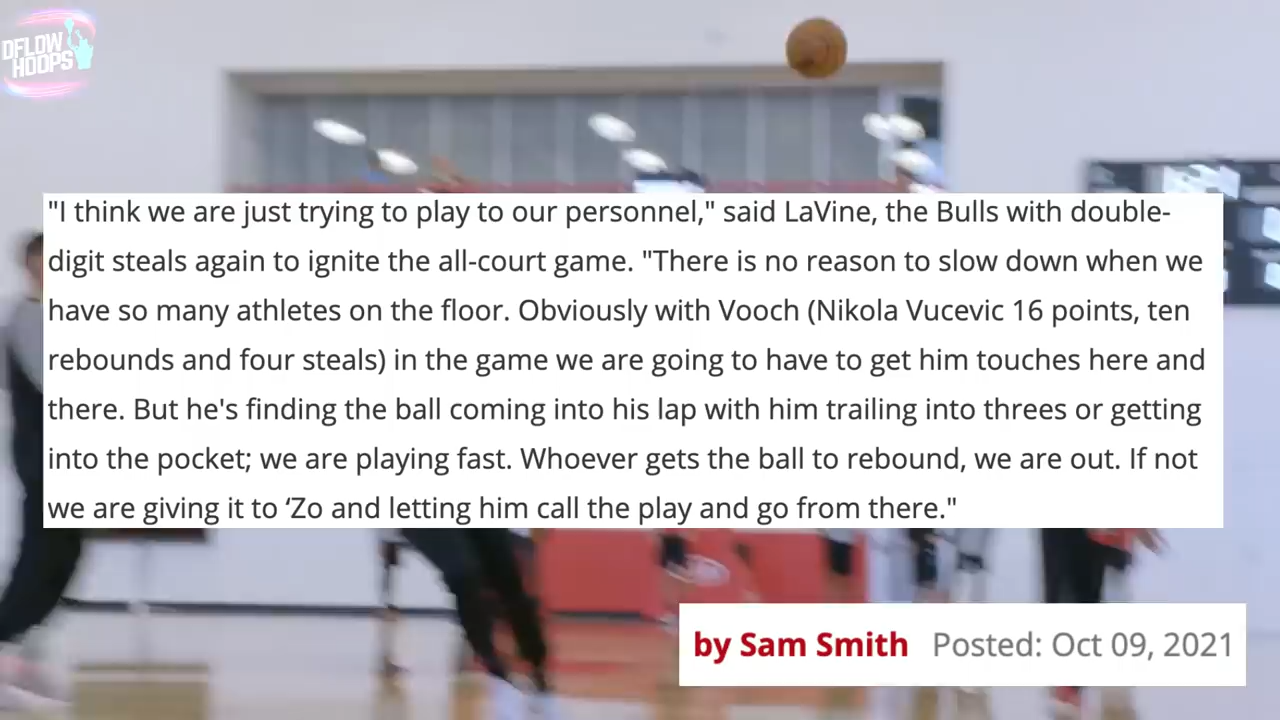 DFLOW
HOOPS
"I think we are just trying to play to our personnel," said LaVine, the Bulls with double-
digit steals again to ignite the all-court game. "There is no reason to slow down when we
have so many athletes on the floor. Obviously with Vooch (Nikola Vucevic 16 points, ten
rebounds and four steals) in the game we are going to have to get him touches here and
there. But he's finding the ball coming into his lap with him trailing into threes or getting
into the pocket; we are playing fast. Whoever gets the ball to rebound, we are out. If not
we are giving it to ‘Zo and letting him call the play and go from there."
by Sam Smith Posted: Oct 09, 2021